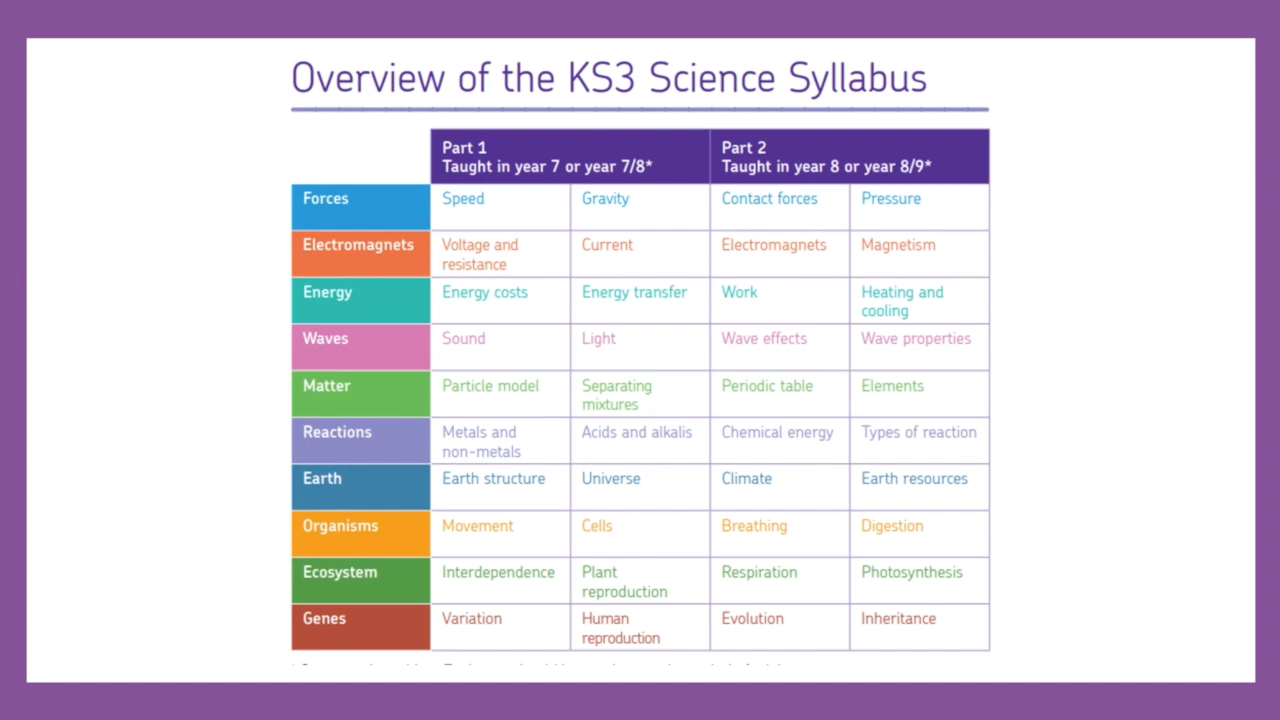 Overview of the KS3 Science Syllabus
Part 1
Taught in year 7 or year 7/8*
Part 2
Taught in year 8 or year 8/9*
Forces
Speed
Gravity
Contact forces
Pressure
Electromagnets
Voltage and
resistance
Current
Electromagnets
Magnetism
Energy
Energy costs
Energy transfer
Work
Heating and
cooling
Waves
Sound
Light
Wave effects
Wave properties
Matter
Particle model
Separating
mixtures
Periodic table
Elements
Reactions
Metals and
non-metals
Acids and alkalis
Chemical energy
Types of reaction
Earth
Earth structure
Universe
Climate
Earth resources
Organisms
Movement
Cells
Breathing
Digestion
Ecosystem
Interdependence
Plant
reproduction
Respiration
Photosynthesis
Genes
Variation
Human
reproduction
Evolution
Inheritance